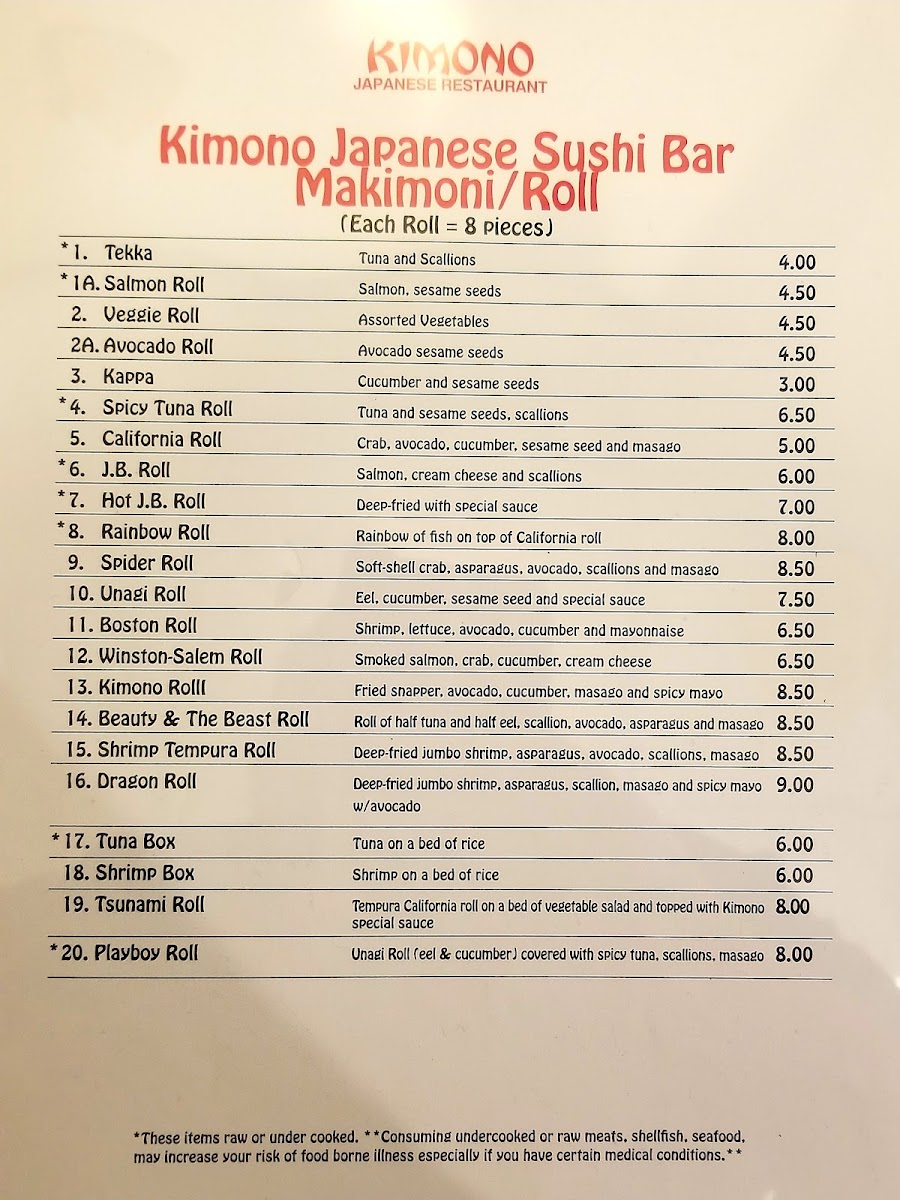 KIMONO
JAPANESE RESTAURANT
Kimono Japanese Sushi Bar
Makimoni/Roll
(Each Roll = 8 pieces)
*1. Tekka Tuna and Scallions 4.00
*1A. Salmon Roll Salmon, sesame seeds 4.50
2. Veggie Roll Assorted Vegetables 4.50
2A. Avocado Roll Avocado sesame seeds 4.50
3. Kappa Cucumber and sesame seeds 3.00
*4. Spicy Tuna Roll Tuna and sesame seeds, scallions 6.50
5. California Roll Crab, avocado, cucumber, sesame seed and masago 5.00
*6. J.B. Roll Salmon, cream cheese and scallions 6.00
*7. Hot J.B. Roll Deep-fried with special sauce 7.00
*8. Rainbow Roll Rainbow of fish on top of California roll 8.00
9. Spider Roll Soft-shell crab, asparagus, avocado, scallions and masago 8.50
10. Unagi Roll Eel, cucumber, sesame seed and special sauce 7.50
11. Boston Roll Shrimp, lettuce, avocado, cucumber and mayonnaise 6.50
12. Winston-Salem Roll Smoked salmon, crab, cucumber, cream cheese 6.50
13. Kimono Rolll Fried snapper, avocado, cucumber, masago and spicy mayo 8.50
14. Beauty & The Beast Roll Roll of half tuna and half eel, scallion, avocado, asparagus and masago 8.50
15. Shrimp Tempura Roll Deep-fried jumbo shrimp, asparagus, avocado, scallions, masago 8.50
16. Dragon Roll Deep-fried jumbo shrimp, asparagus, scallion, masago and spicy mayo 9.00
w/avocado
*17. Tuna Box Tuna on a bed of rice 6.00
18. Shrimp Box Shrimp on a bed of rice 6.00
19. Tsunami Roll Tempura California roll on a bed of vegetable salad and topped with Kimono 8.00
special sauce
*20. Playboy Roll Unagi Roll (eel & cucumber) covered with spicy tuna, scallions, masago 8.00
*These items raw or under cooked. **Consuming undercooked or raw meats, shellfish, seafood,
may increase your risk of food borne illness especially if you have certain medical conditions.**